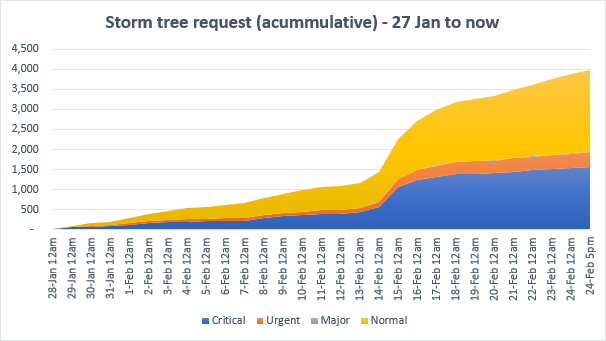 Storm tree request (acummulative) - 27 Jan to now
4,500
4,000
3,500
3,000
2,500
2,000
1,500
1,000
500
-
28-Jan 12am
29-Jan 12am
30-Jan 12am
31-Jan 12am
1-Feb 12am
2-Feb 12am
3-Feb 12am
4-Feb 12am
5-Feb 12am
6-Feb 12am
7-Feb 12am
8-Feb 12am
9-Feb 12am
10-Feb 12am
11-Feb 12am
12-Feb 12am
13-Feb 12am
14-Feb 12am
15-Feb 12am
16-Feb 12am
17-Feb 12am
18-Feb 12am
19-Feb 12am
20-Feb 12am
21-Feb 12am
22-Feb 12am
23-Feb 12am
24-Feb 12am
24-Feb 5pm
Critical Urgent Major Normal